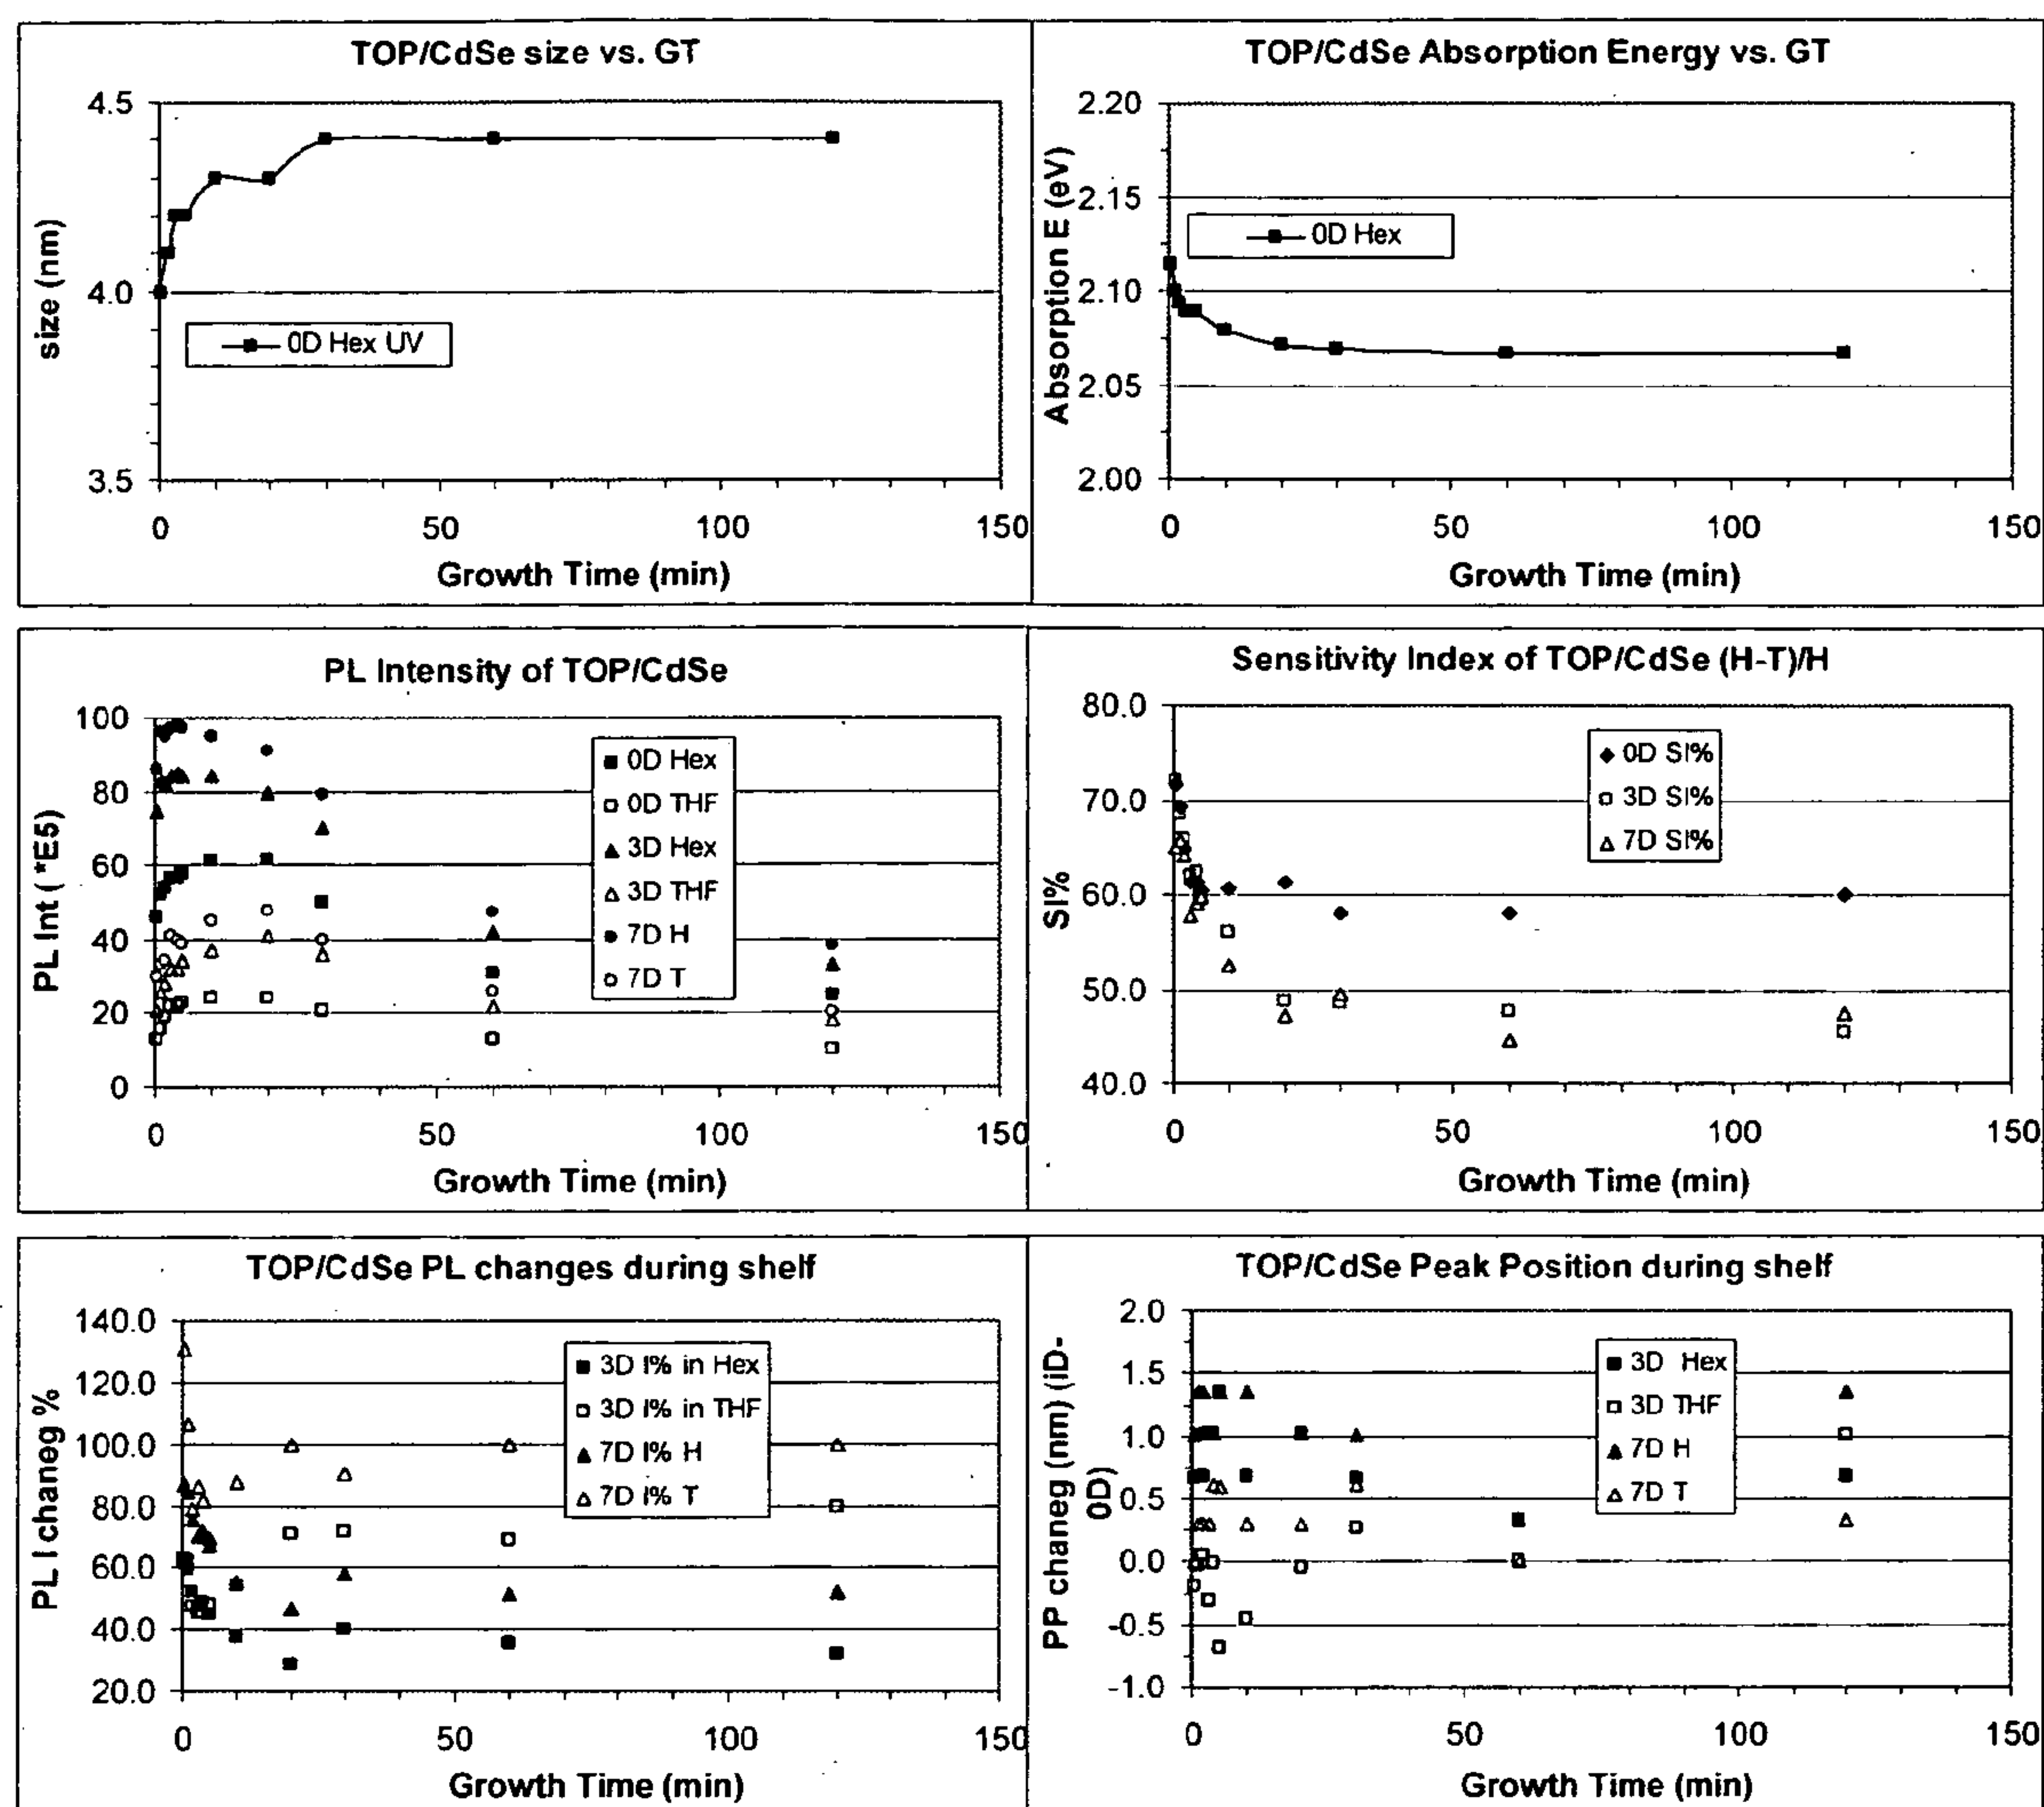 TOP/CdSe size vs. GT
4.5
4.0
3.5
size (nm)
0D Hex UV
0
50
100
150
Growth Time (min)
TOP/CdSe Absorption Energy vs. GT
2.20
2.15
2.10
2.05
2.00
Absorption E (eV)
0D Hex
0
50
100
150
Growth Time (min)
PL Intensity of TOP/CdSe
100
80
60
40
20
0
PL Int ( *E5)
0D Hex
0D THF
3D Hex
3D THF
7D H
7D T
0
50
100
150
Growth Time (min)
Sensitivity Index of TOP/CdSe (H-T)/H
80.0
70.0
60.0
50.0
40.0
SI%
0D SI%
3D SI%
7D SI%
0
50
100
150
Growth Time (min)
TOP/CdSe PL changes during shelf
140.0
120.0
100.0
80.0
60.0
40.0
20.0
PL I chaneg %
3D I% in Hex
3D I% in THF
7D I% H
7D I% T
0
50
100
150
Growth Time (min)
TOP/CdSe Peak Position during shelf
2.0
1.5
1.0
0.5
0.0
-0.5
-1.0
PP chaneg (nm) (iD-
0D)
3D Hex
3D THF
7D H
7D T
0
50
100
150
Growth Time (min)